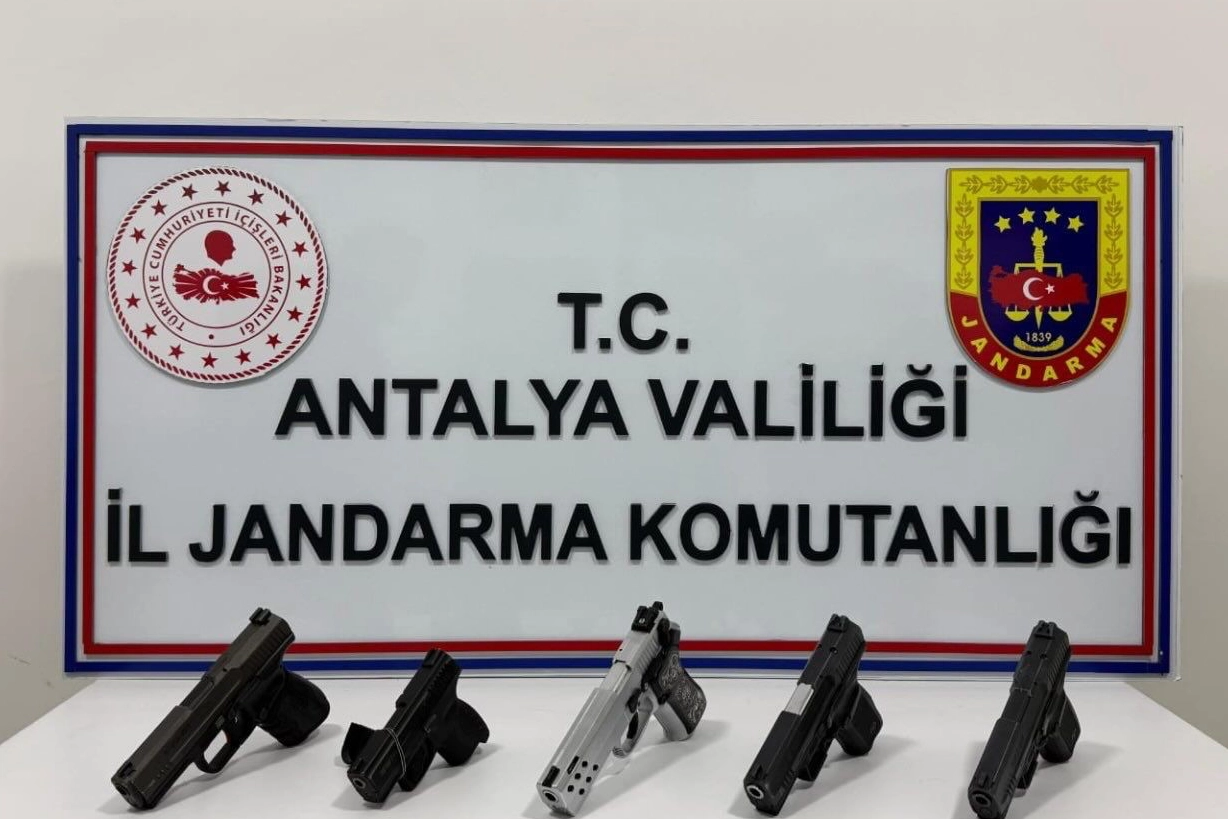 TÜRKİYE CUMHURİYETİ İÇİŞLERİ BAKANLIĞI
1839
JANDARMA
T.C.
ANTALYA VALİLİĞİ
İL JANDARMA KOMUTANLIĞI